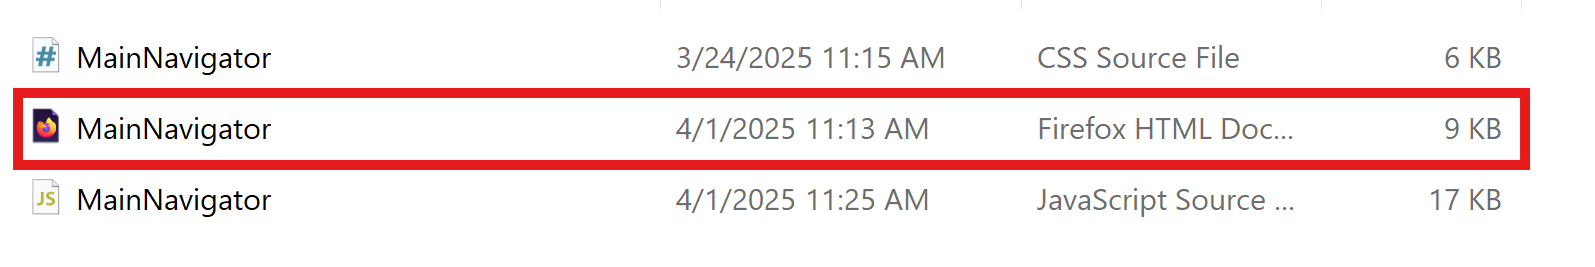 # MainNavigator 3/24/2025 11:15 AM CSS Source File 6 KB
MainNavigator 4/1/2025 11:13 AM Firefox HTML Doc... 9 KB
JS MainNavigator 4/1/2025 11:25 AM JavaScript Source ... 17 KB